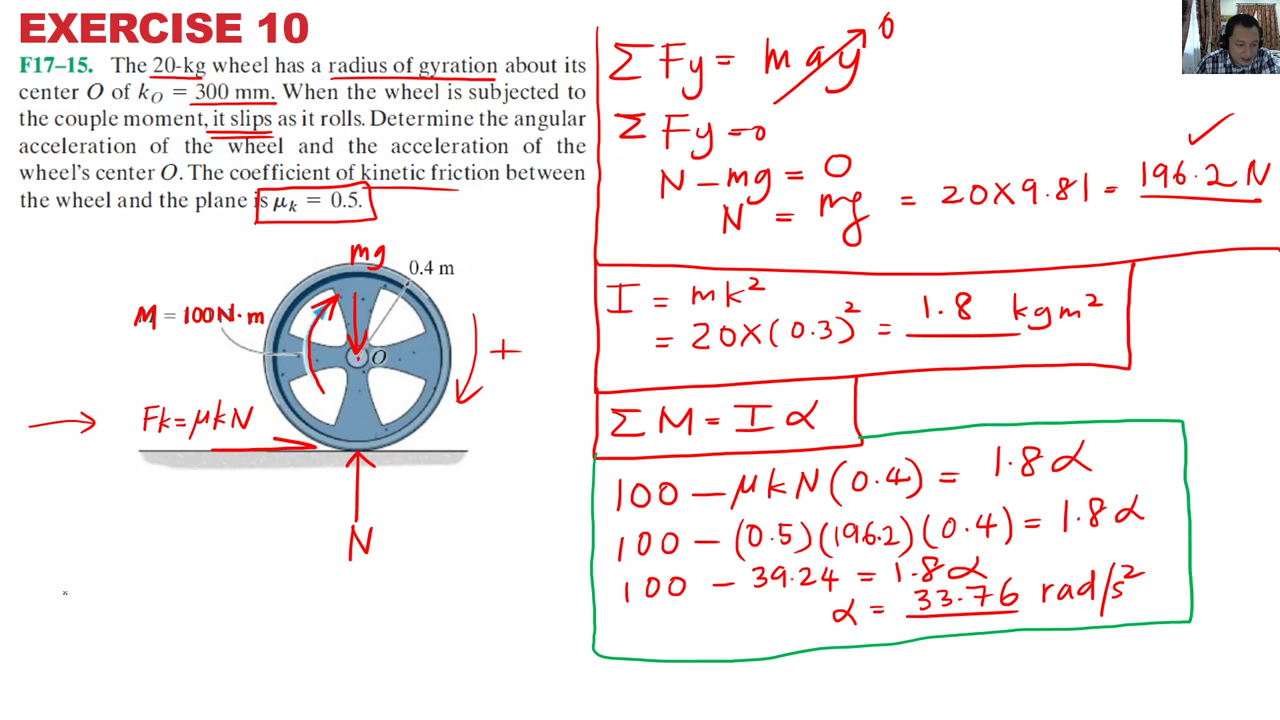 EXERCISE 10
F17–15. The 20-kg wheel has a radius of gyration about its
center O of kO = 300 mm. When the wheel is subjected to
the couple moment, it slips as it rolls. Determine the angular
acceleration of the wheel and the acceleration of the
wheel's center O. The coefficient of kinetic friction between
the wheel and the plane is μk = 0.5.
mg
0.4 m
M = 100 N·m
O
+
Fk = μkN
N
ΣFy = may 0
ΣFy = 0
N - mg = 0
N = mg = 20 × 9.81 = 196.2 N
I = mk²
= 20 × (0.3)² = 1.8 kgm²
ΣM = Iα
100 - μkN(0.4) = 1.8α
100 - (0.5)(196.2)(0.4) = 1.8α
100 - 39.24 = 1.8α
α = 33.76 rad/s²